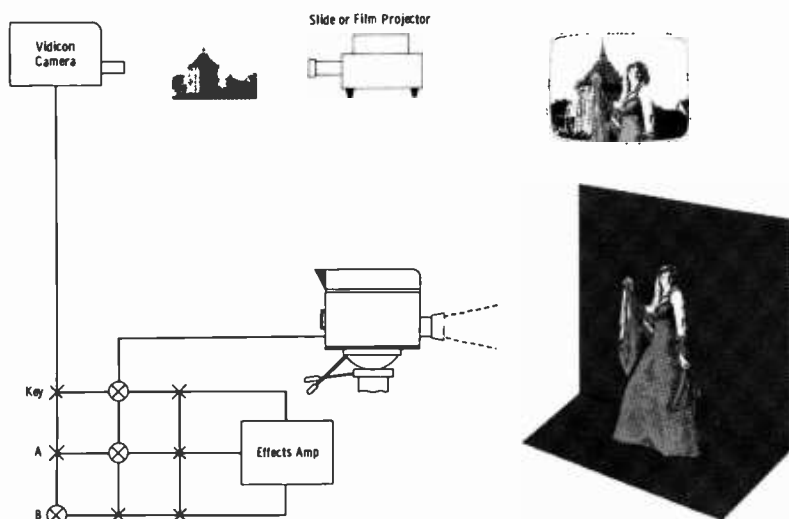 Slide or Film Projector
Vidicon
Camera
Key
A
Effects Amp
B